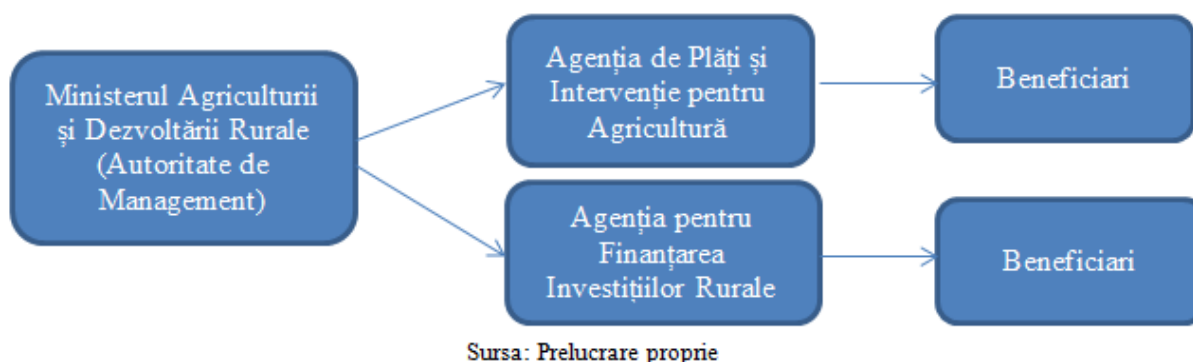 Ministerul Agriculturii
și Dezvoltării Rurale
(Autoritate de
Management)
Agenția de Plăți și
Intervenție pentru
Agricultură
Beneficiari
Agenția pentru
Finanțarea
Investițiilor Rurale
Beneficiari
Sursa: Prelucrare proprie